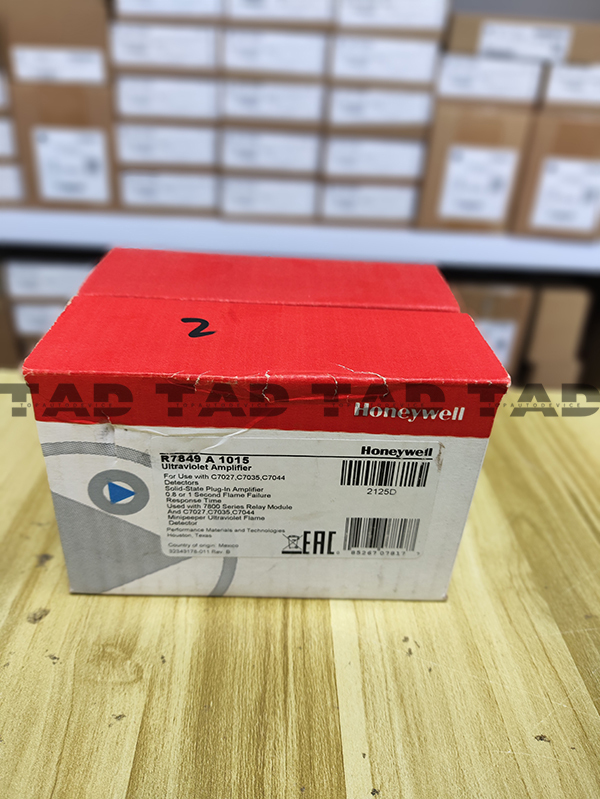 2
TAD TAD TAD TAD
Honeywell
R7849 A 1015
Ultraviolet Amplifier
For Use with C7027,C7035,C7044
Detectors
Solid-State Plug-In Amplifier
0.8 or 1 Second Flame Failure
Response Time
Used with 7800 Series Relay Module
And C7027,C7035,C7044
Minipeeper Ultraviolet Flame
Detector
Performance Materials and Technologies
Houston, Texas
Country of origin: Mexico
32349176-011 Rev. B
Honeywell
2125D
EAC